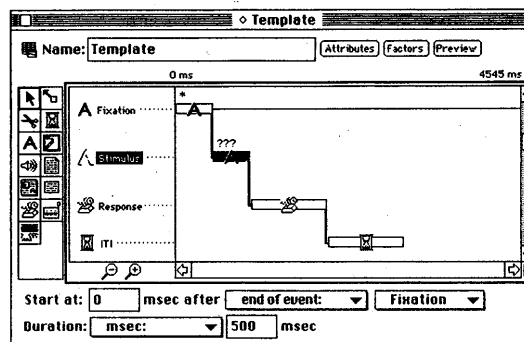 Template
Name: Template Attributes Factors Preview
0 ms 4545 ms
A Fixation
*
A
A Stimulus
???
Response
ITI
Start at: 0 msec after end of event: Fixation
Duration: msec: 500 msec